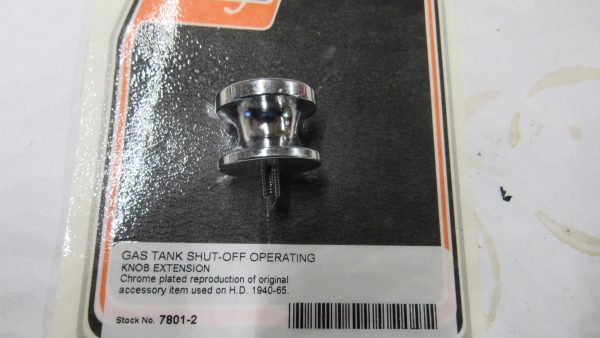 GAS TANK SHUT-OFF OPERATING
KNOB EXTENSION
Chrome plated reproduction of original
accessory item used on H.D. 1940-65.
Stock No. 7801-2